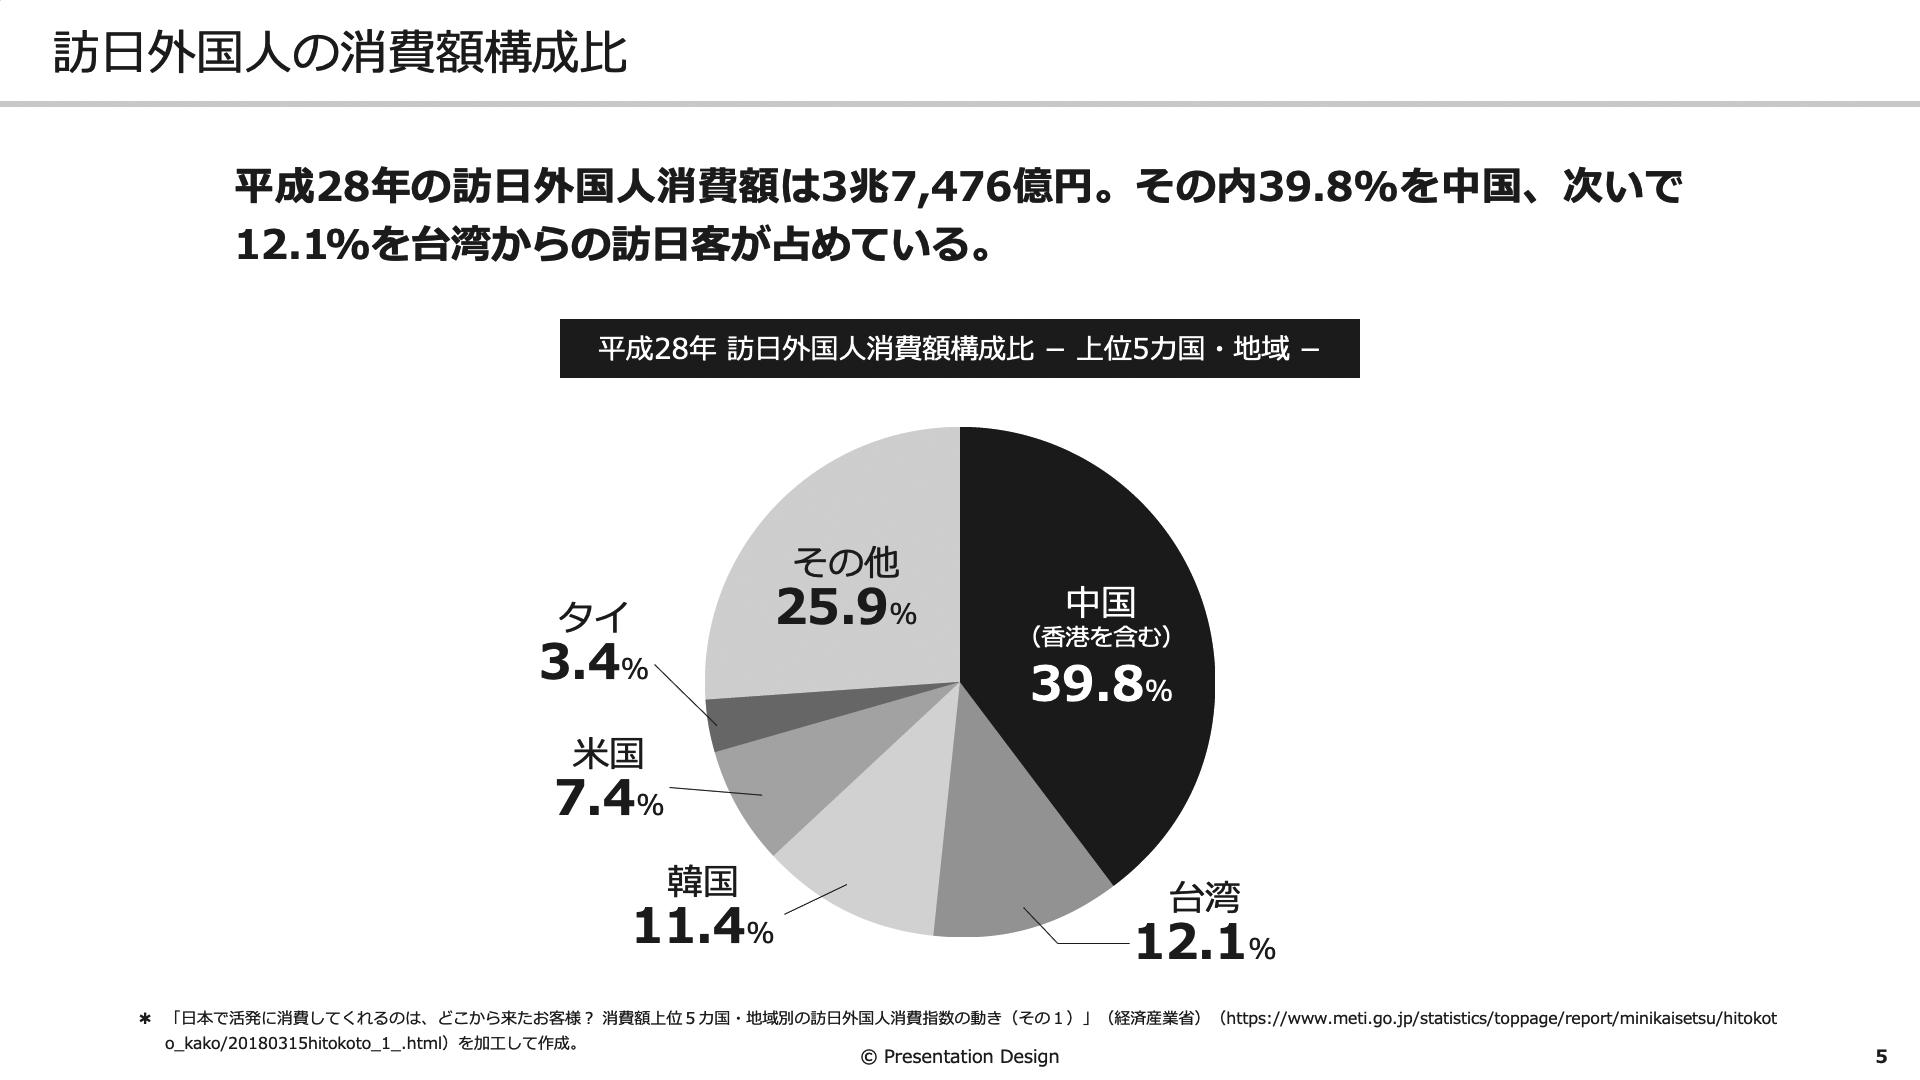 訪日外国人の消費額構成比
平成28年の訪日外国人消費額は3兆7,476億円。その内39.8%を中国、次いで
12.1%を台湾からの訪日客が占めている。
平成28年 訪日外国人消費額構成比 − 上位5カ国・地域 −
その他
25.9%
中国
（香港を含む）
39.8%
タイ
3.4%
米国
7.4%
韓国
11.4%
台湾
12.1%
＊ 「日本で活発に消費してくれるのは、どこから来たお客様？ 消費額上位５カ国・地域別の訪日外国人消費指数の動き（その１）」（経済産業省）（https://www.meti.go.jp/statistics/toppage/report/minikaisetsu/hitokot
o_kako/20180315hitokoto_1_.html）を加工して作成。
© Presentation Design
5